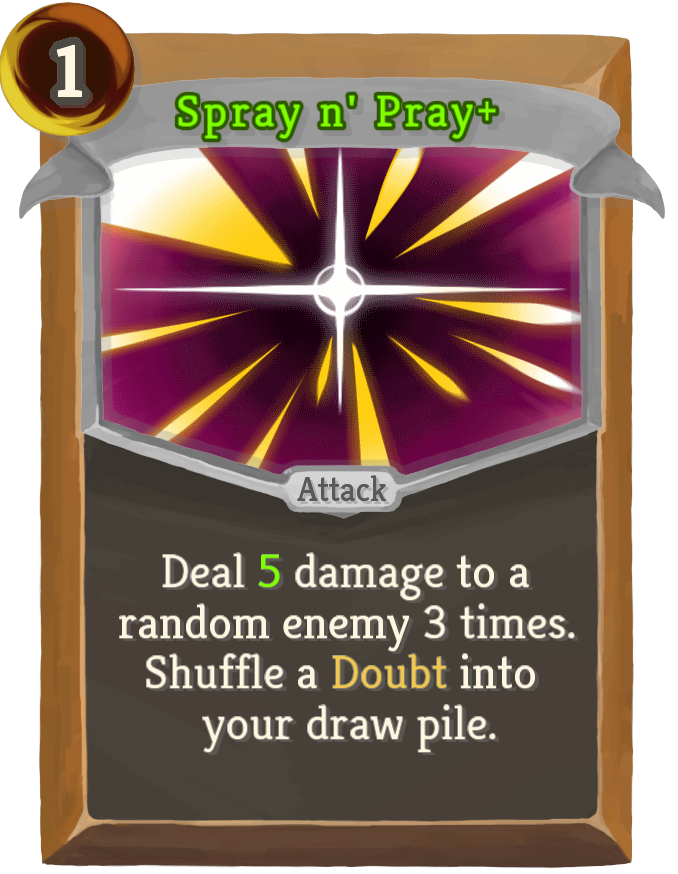 1
Spray n' Pray+
Attack
Deal 5 damage to a
random enemy 3 times.
Shuffle a Doubt into
your draw pile.